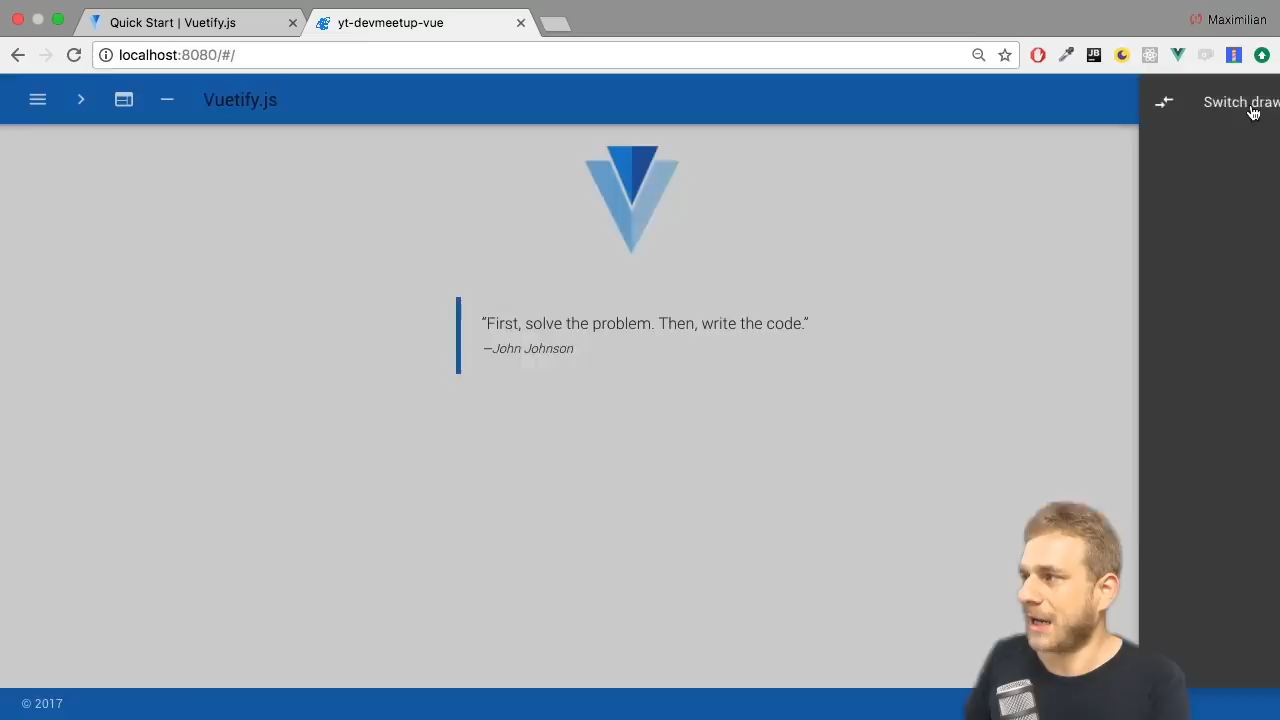 Quick Start | Vuetify.js
yt-devmeetup-vue
Maximilian
localhost:8080/#/
JB
Vuetify.js
Switch draw
“First, solve the problem. Then, write the code.”
—John Johnson
© 2017